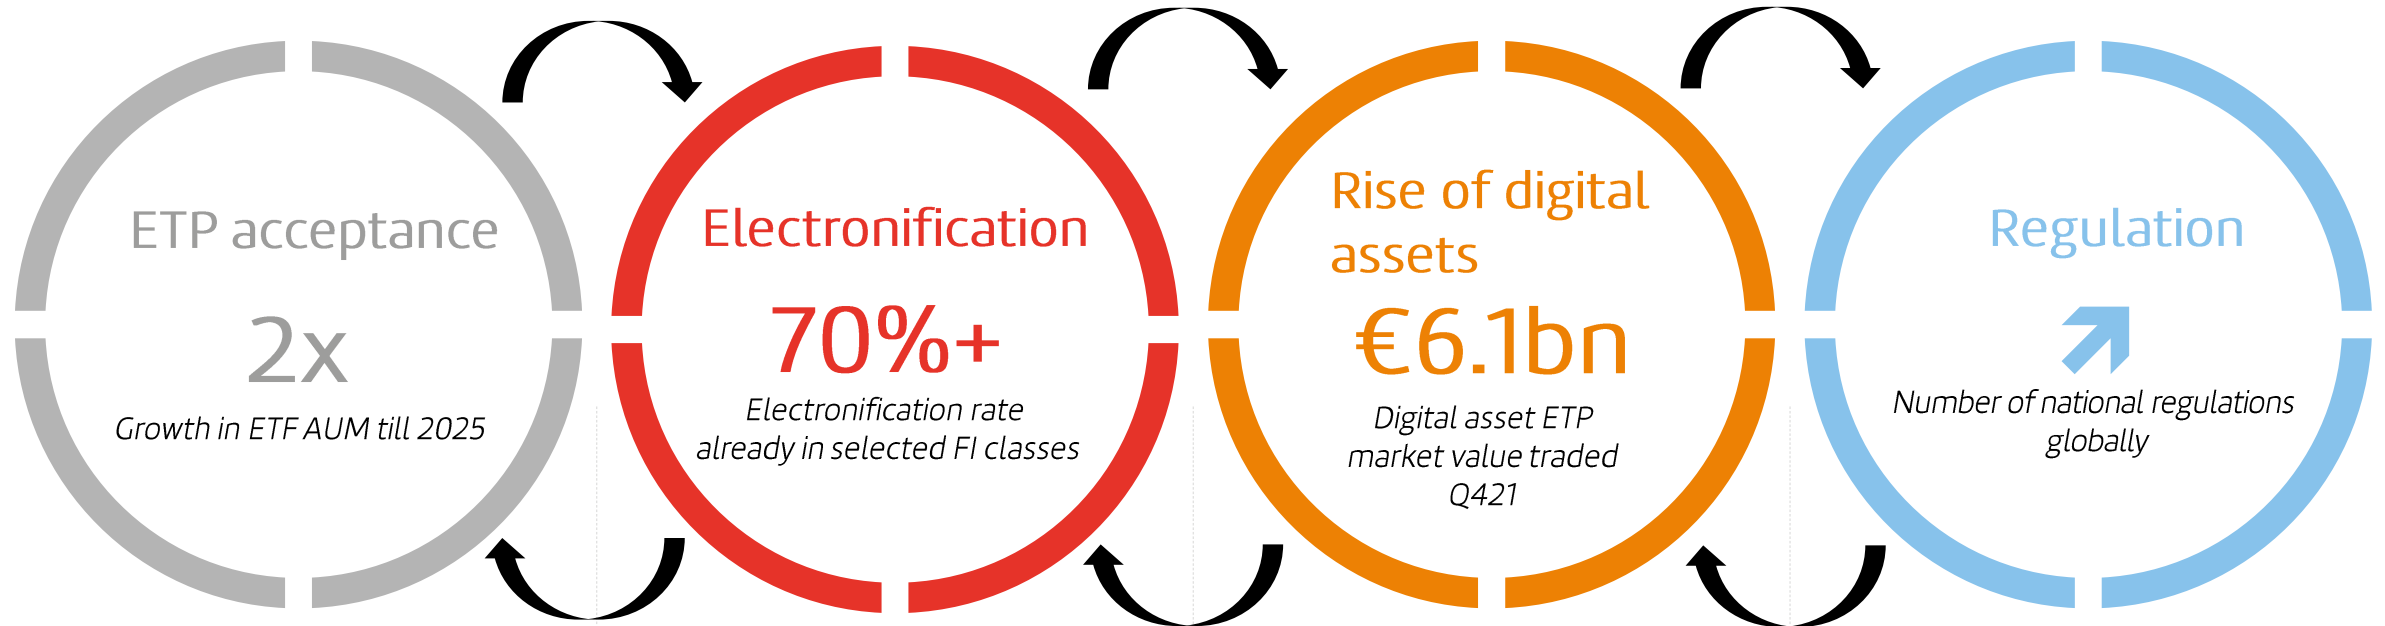 ETP acceptance
2x
Growth in ETF AUM till 2025
Electronification
70%+
Electronification rate
already in selected FI classes
Rise of digital
assets
€6.1bn
Digital asset ETP
market value traded
Q421
Regulation
Number of national regulations
globally